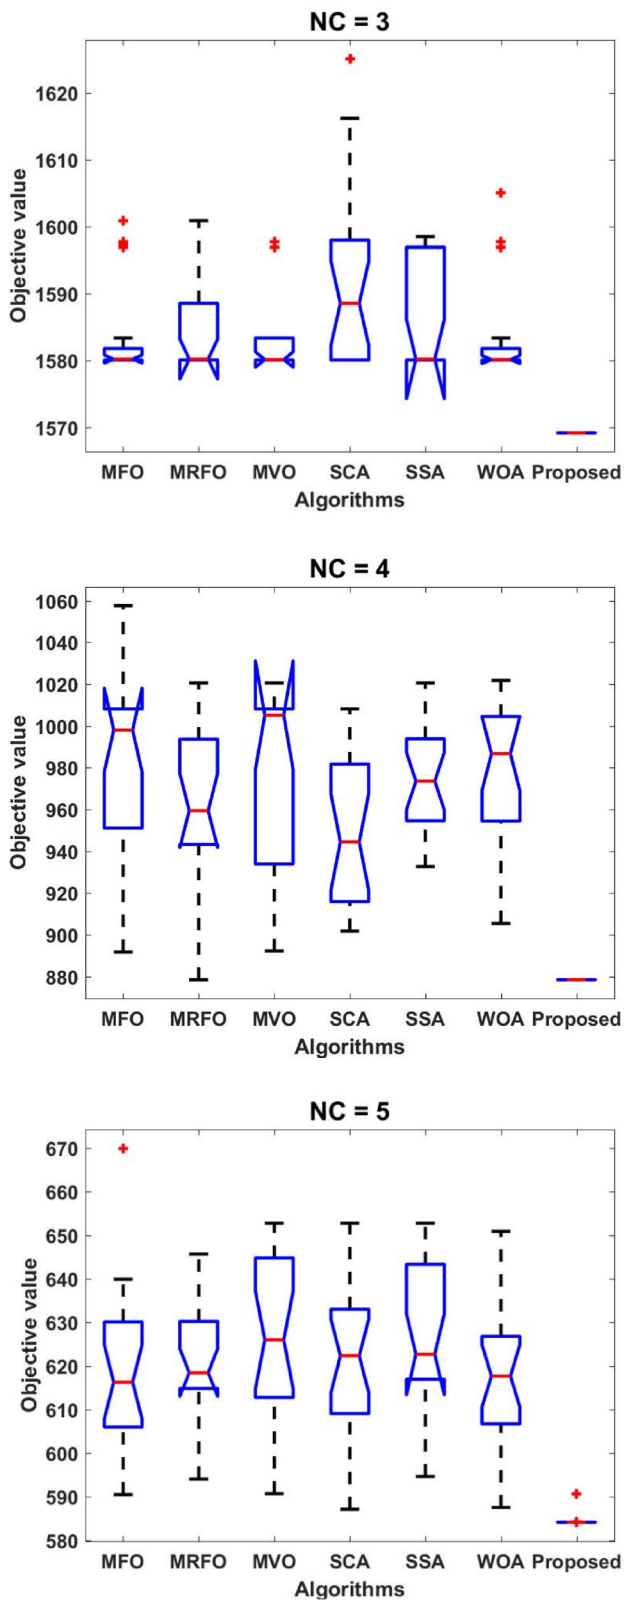 NC = 3
1620
1610
1600
1590
1580
1570
Objective value
MFO MRFO MVO SCA SSA WOA Proposed
Algorithms
NC = 4
1060
1040
1020
1000
980
960
940
920
900
880
Objective value
MFO MRFO MVO SCA SSA WOA Proposed
Algorithms
NC = 5
670
660
650
640
630
620
610
600
590
580
Objective value
MFO MRFO MVO SCA SSA WOA Proposed
Algorithms